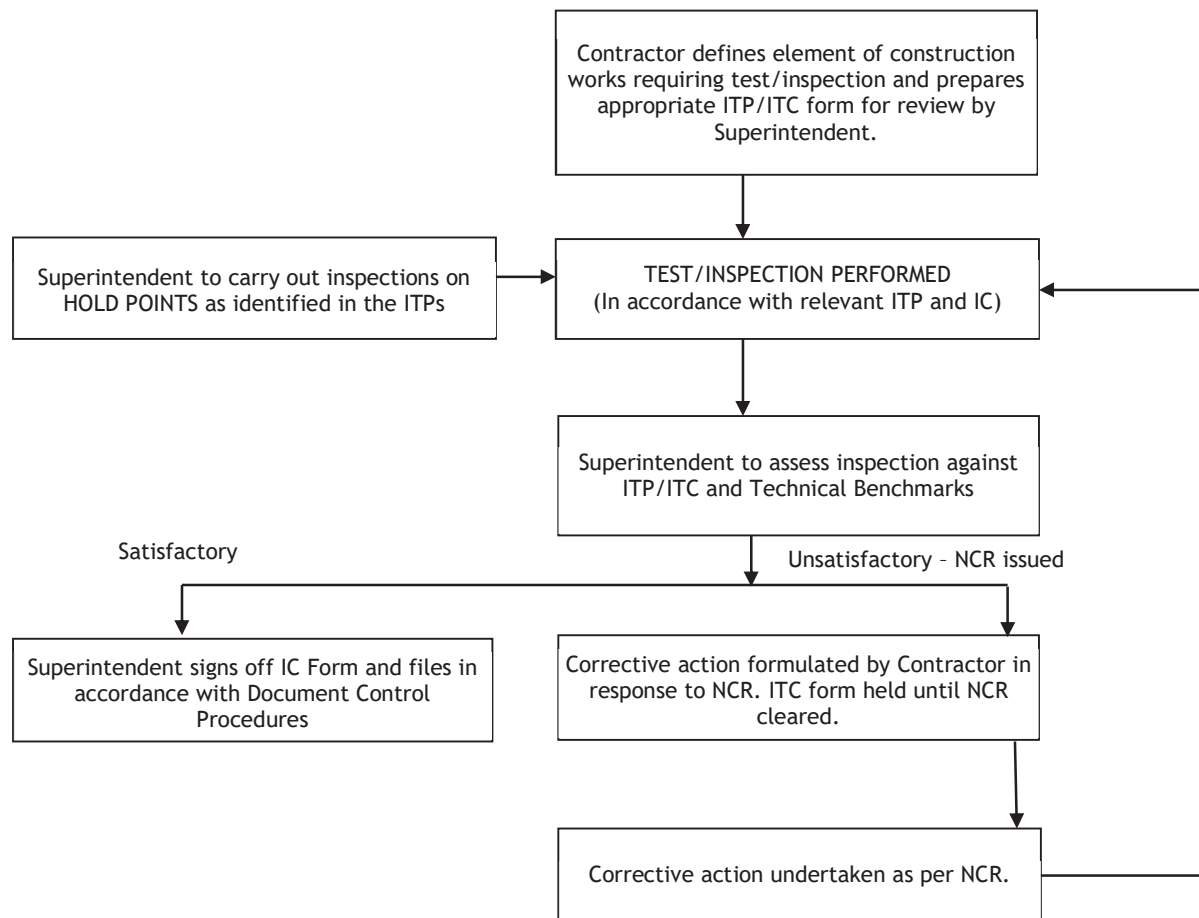 Contractor defines element of construction
works requiring test/inspection and prepares
appropriate ITP/ITC form for review by
Superintendent.
Superintendent to carry out inspections on
HOLD POINTS as identified in the ITPs
TEST/INSPECTION PERFORMED
(In accordance with relevant ITP and IC)
Superintendent to assess inspection against
ITP/ITC and Technical Benchmarks
Satisfactory
Unsatisfactory – NCR issued
Superintendent signs off IC Form and files in
accordance with Document Control
Procedures
Corrective action formulated by Contractor in
response to NCR. ITC form held until NCR
cleared.
Corrective action undertaken as per NCR.